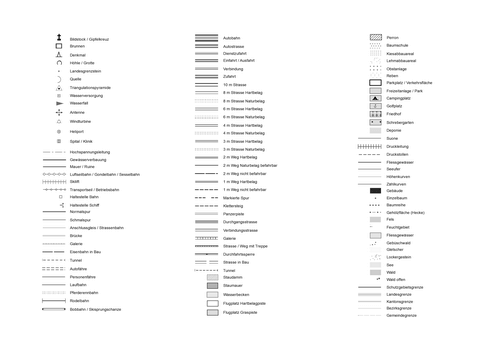 Bildstock / Gipfelkreuz
Brunnen
Denkmal
Höhle / Grotte
Landesgrenzstein
Quelle
Triangulationspyramide
Wasserversorgung
Wasserfall
Antenne
Windturbine
Heliport
Spital / Klinik
Hochspannungsleitung
Gewässerverbauung
Mauer / Ruine
Luftseilbahn / Gondelbahn / Sesselbahn
Skilift
Transportseil / Betriebsbahn
Haltestelle Bahn
Haltestelle Schiff
Normalspur
Schmalspur
Anschlussgleis / Strassenbahn
Brücke
Galerie
Eisenbahn in Bau
Tunnel
Autofähre
Personenfähre
Laufbahn
Pferderennbahn
Rodelbahn
Bobbahn / Skisprungschanze
Autobahn
Autostrasse
Dienstzufahrt
Einfahrt / Ausfahrt
Verbindung
Zufahrt
10 m Strasse
8 m Strasse Hartbelag
8 m Strasse Naturbelag
6 m Strasse Hartbelag
6 m Strasse Naturbelag
4 m Strasse Hartbelag
4 m Strasse Naturbelag
3 m Strasse Hartbelag
3 m Strasse Naturbelag
2 m Weg Hartbelag
2 m Weg Naturbelag befahrbar
2 m Weg nicht befahrbar
1 m Weg Hartbelag
1 m Weg nicht befahrbar
Markierte Spur
Klettersteig
Panzerpiste
Durchgangsstrasse
Verbindungsstrasse
Galerie
Strasse / Weg mit Treppe
Durchfahrtssperre
Strasse in Bau
Tunnel
Staudamm
Staumauer
Wasserbecken
Flugplatz Hartbelagpiste
Flugplatz Graspiste
Perron
Baumschule
Kiesabbauareal
Lehmabbauareal
Obstanlage
Reben
Parkplatz / Verkehrsfläche
Freizeitanlage / Park
Campingplatz
Golfplatz
Friedhof
Schrebergarten
Deponie
Suone
Druckleitung
Druckstollen
Fliessgewässer
Seeufer
Höhenkurven
Zählkurven
Gebäude
Einzelbaum
Baumreihe
Gehölzfläche (Hecke)
Fels
Feuchtgebiet
Fliessgewässer
Gebüschwald
Gletscher
Lockergestein
See
Wald
Wald offen
Schutzgebietsgrenze
Landesgrenze
Kantonsgrenze
Bezirksgrenze
Gemeindegrenze